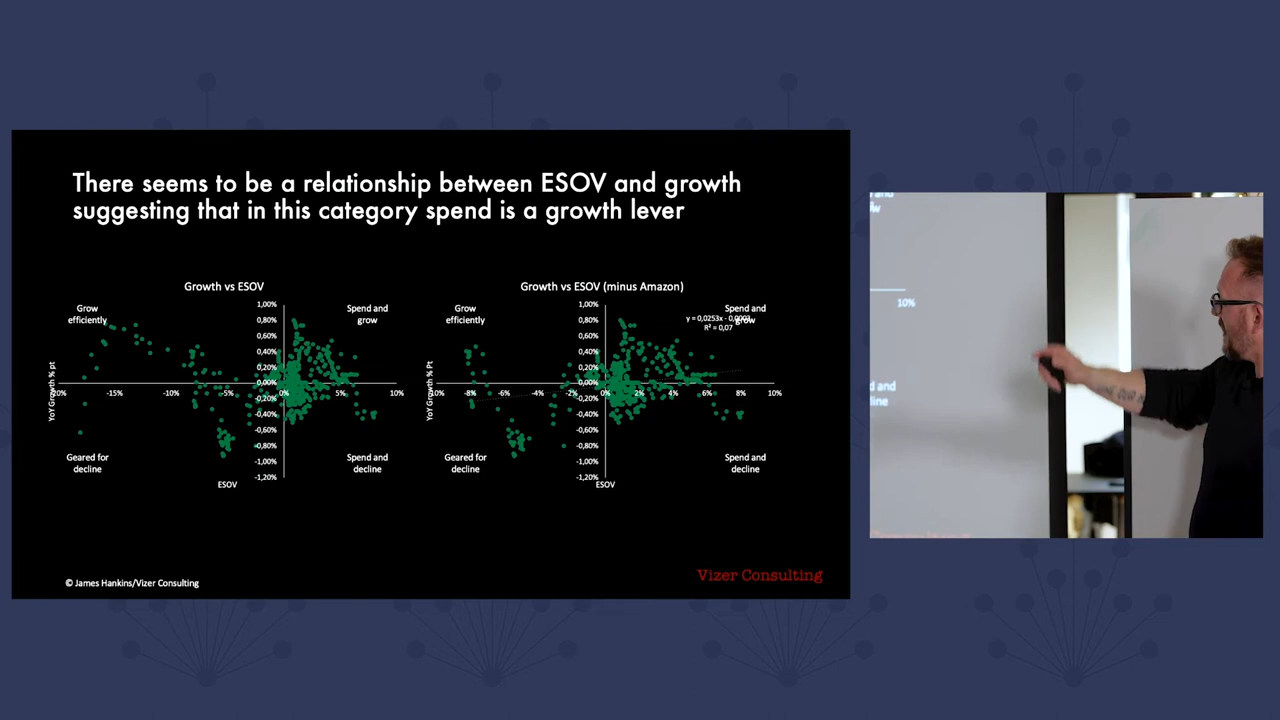 There seems to be a relationship between ESOV and growth
suggesting that in this category spend is a growth lever
Growth vs ESOV
Grow
efficiently
Spend and
grow
1,00%
0,80%
0,60%
0,40%
0,20%
0,00%
-0,20%
-0,40%
-0,60%
-0,80%
-1,00%
-1,20%
-15%
-10%
-5%
0%
5%
10%
YoY Growth % pt
Geared for
decline
Spend and
decline
ESOV
Growth vs ESOV (minus Amazon)
Grow
efficiently
Spend and
grow
R² = 0,07
1,00%
0,80%
0,60%
0,40%
0,20%
0,00%
-0,20%
-0,40%
-0,60%
-0,80%
-1,00%
-1,20%
-8%
-6%
-4%
-2%
0%
2%
4%
6%
8%
10%
YoY Growth % Pt
Geared for
decline
Spend and
decline
ESOV
© James Hankins/Vizer Consulting
Vizer Consulting
10%